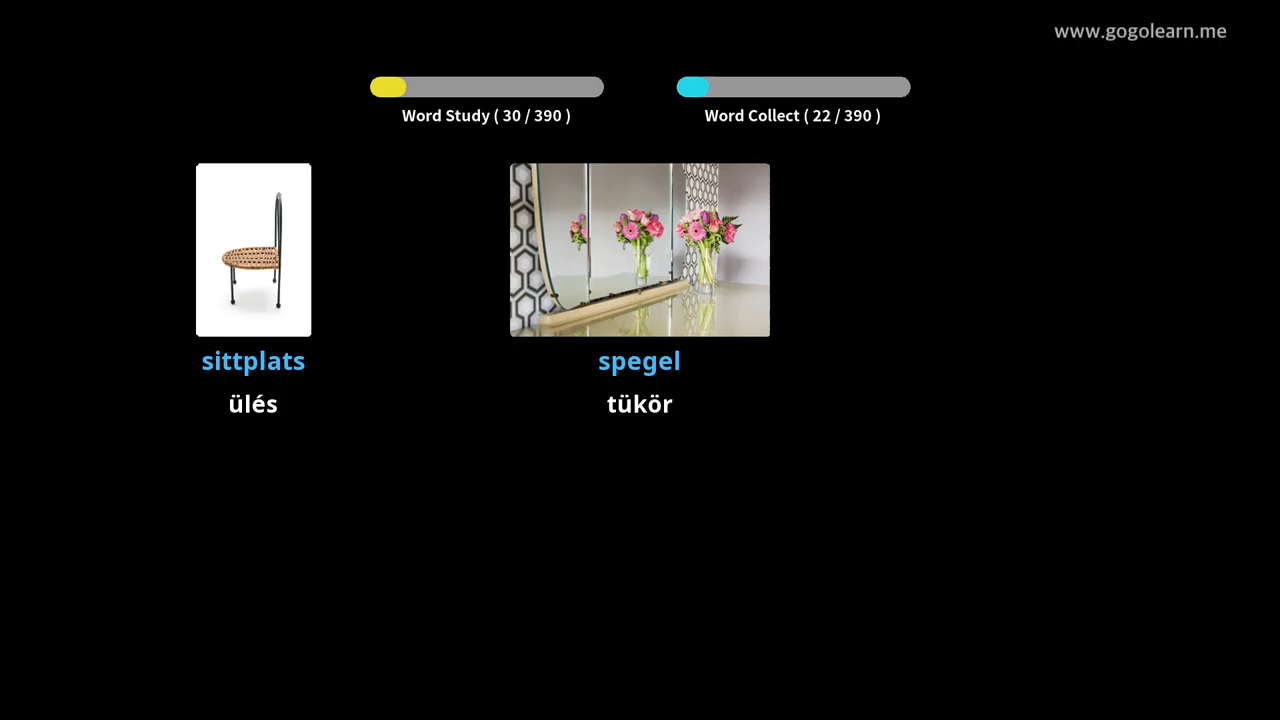 www.gogolearn.me
Word Study ( 30 / 390 )
Word Collect ( 22 / 390 )
sittplats
ülés
spegel
tükör